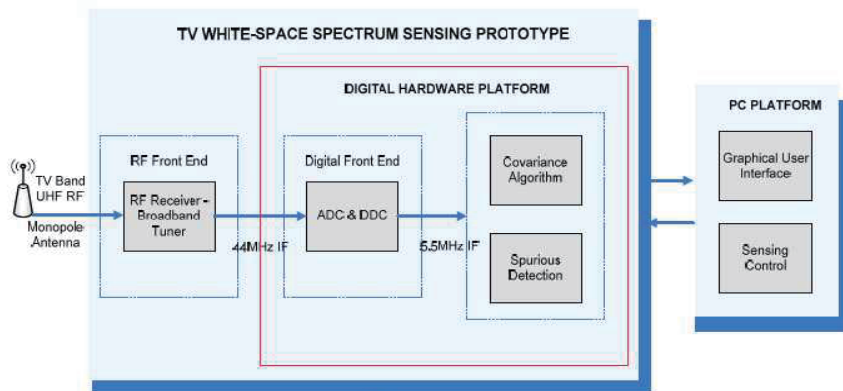 TV WHITE-SPACE SPECTRUM SENSING PROTOTYPE
DIGITAL HARDWARE PLATFORM
PC PLATFORM
TV Band
UHF RF
Monopole
Antenna
RF Front End
RF Receiver -
Broadband
Tuner
44MHz IF
Digital Front End
ADC & DDC
5.5MHz IF
Covariance
Algorithm
Spurious
Detection
Graphical User
Interface
Sensing
Control